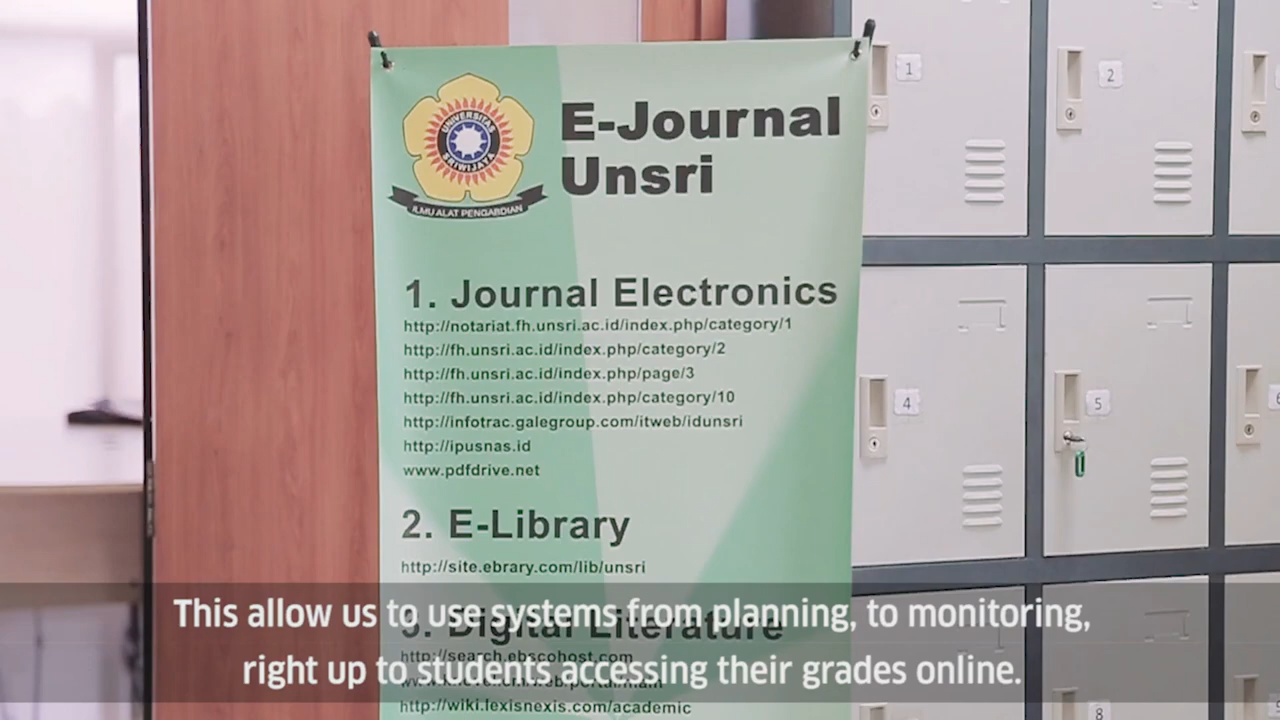 UNIVERSITAS
SRIWIJAYA
ILMU ALAT PENGABDIAN
E-Journal
Unsri
1. Journal Electronics
http://notariat.fh.unsri.ac.id/index.php/category/1
http://fh.unsri.ac.id/index.php/category/2
http://fh.unsri.ac.id/index.php/page/3
http://fh.unsri.ac.id/index.php/category/10
http://infotrac.galegroup.com/itweb/idunsri
http://ipusnas.id
www.pdfdrive.net
2. E-Library
http://site.ebrary.com/lib/unsri
3. Digital Literature
http://search.ebscohost.com
http://wiki.lexisnexis.com/academic
1
2
4
5
6
8
This allow us to use systems from planning, to monitoring,
right up to students accessing their grades online.